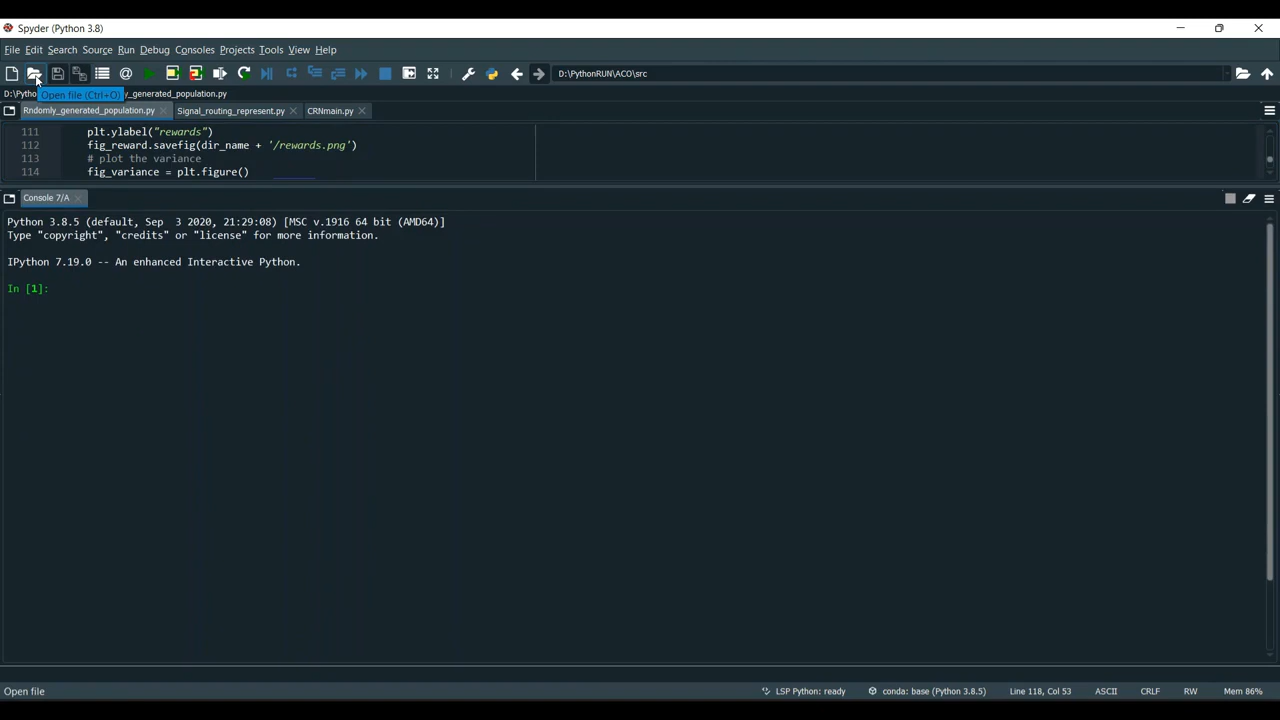 Spyder (Python 3.8)
File Edit Search Source Run Debug Consoles Projects Tools View Help
D:\PythonRUN\ACO\src
D:\Pytho y_generated_population.py
Open file (Ctrl+O)
Rndomly_generated_population.py Signal_routing_represent.py CRNmain.py
111 plt.ylabel("rewards")
112 fig_reward.savefig(dir_name + '/rewards.png')
113 # plot the variance
114 fig_variance = plt.figure()
Console 7/A
Python 3.8.5 (default, Sep  3 2020, 21:29:08) [MSC v.1916 64 bit (AMD64)]
Type "copyright", "credits" or "license" for more information.
IPython 7.19.0 -- An enhanced Interactive Python.
In [1]:
Open file LSP Python: ready conda: base (Python 3.8.5) Line 118, Col 53 ASCII CRLF RW Mem 86%